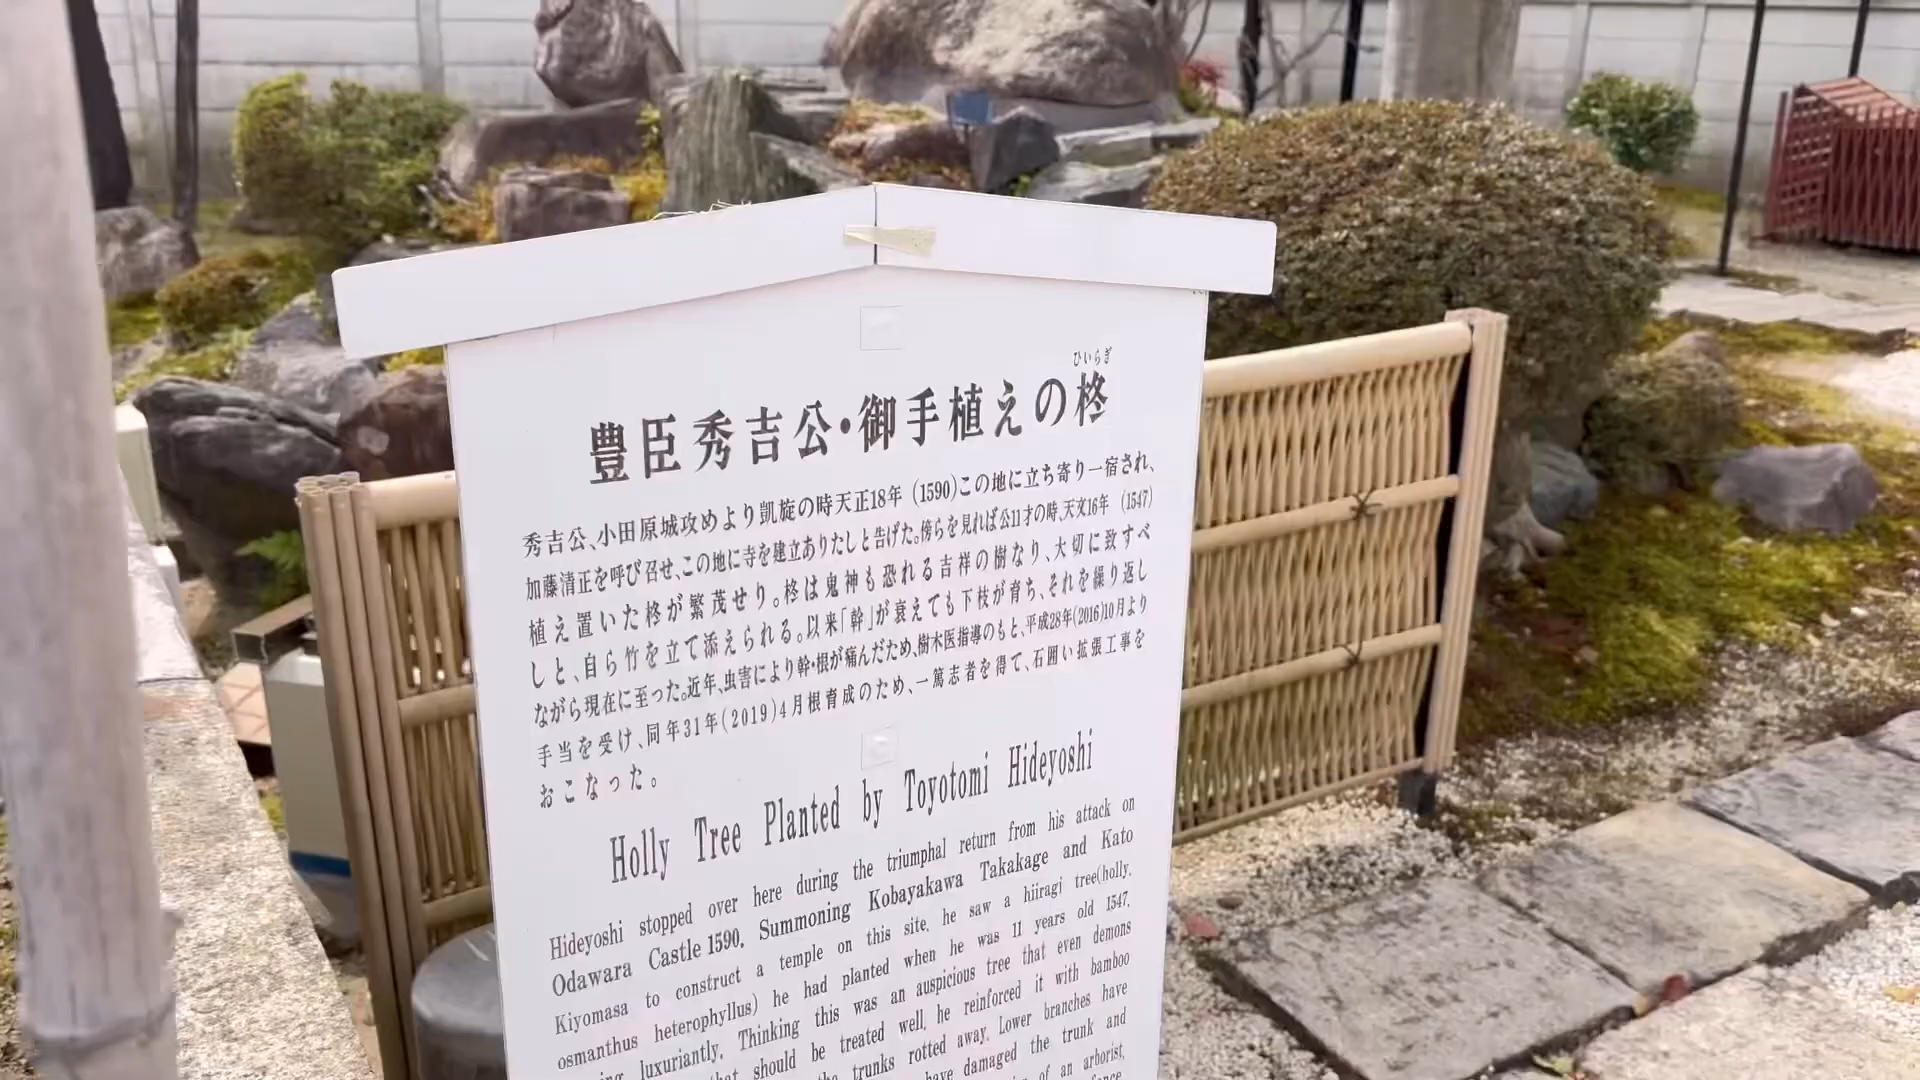 ひいらぎ
豊臣秀吉公・御手植えの柊
秀吉公、小田原城攻めより凱旋の時天正18年 (1590)この地に立ち寄り一宿され、
加藤清正を呼び召せ、この地に寺を建立ありたしと告げた。傍らを見れば公11才の時、天文16年 (1547)
植え置いた柊が繁茂せり。柊は鬼神も恐れる吉祥の樹なり、大切に致すべ
しと、自ら竹を立て添えられる。以来「幹」が衰えても下枝が育ち、それを繰り返し
ながら現在に至った。近年、虫害により幹・根が痛んだため、樹木医指導のもと、平成28年(2016)10月より
手当を受け、同年31年(2019)4月根育成のため、一篤志者を得て、石囲い拡張工事を
おこなった。
Holly Tree Planted by Toyotomi Hideyoshi
Hideyoshi stopped over here during the triumphal return from his attack on
Odawara Castle 1590. Summoning Kobayakawa Takakage and Kato
Kiyomasa to construct a temple on this site, he saw a hiiragi tree(holly,
osmanthus heterophyllus) he had planted when he was 11 years old 1547,
luxuriantly. Thinking this was an auspicious tree that even demons
should be treated well, he reinforced it with bamboo
trunks rotted away. Lower branches have
have damaged the trunk and
of an arborist,